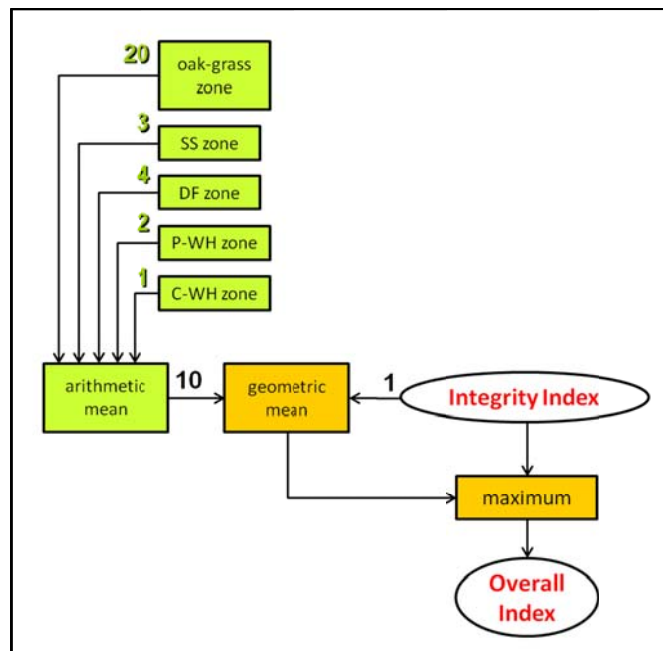 20
oak-grass
zone
3
SS zone
4
DF zone
2
P-WH zone
1
C-WH zone
arithmetic
mean
10
geometric
mean
1
Integrity Index
maximum
Overall
Index